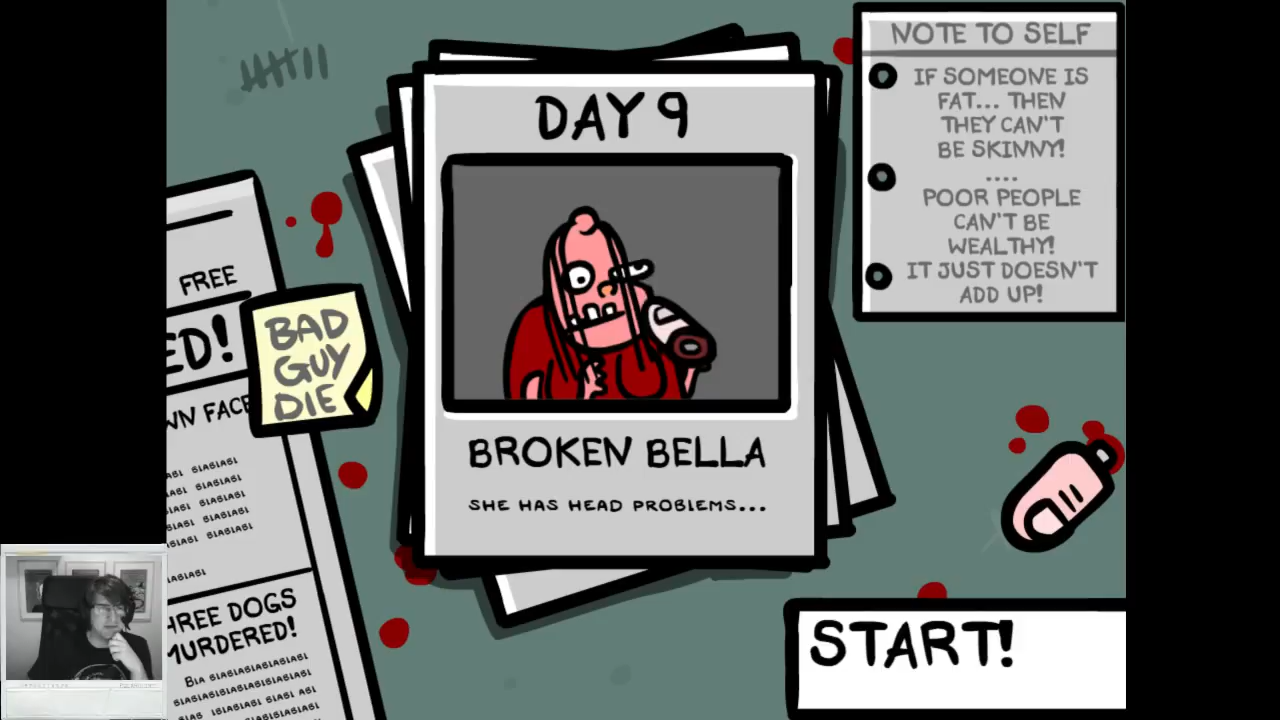 DAY 9
BROKEN BELLA
SHE HAS HEAD PROBLEMS...
NOTE TO SELF
IF SOMEONE IS
FAT... THEN
THEY CAN'T
BE SKINNY!
....
POOR PEOPLE
CAN'T BE
WEALTHY!
IT JUST DOESN'T
ADD UP!
FREE
ED!
BAD
GUY
DIE
WN FACE
HREE DOGS
MURDERED!
START!